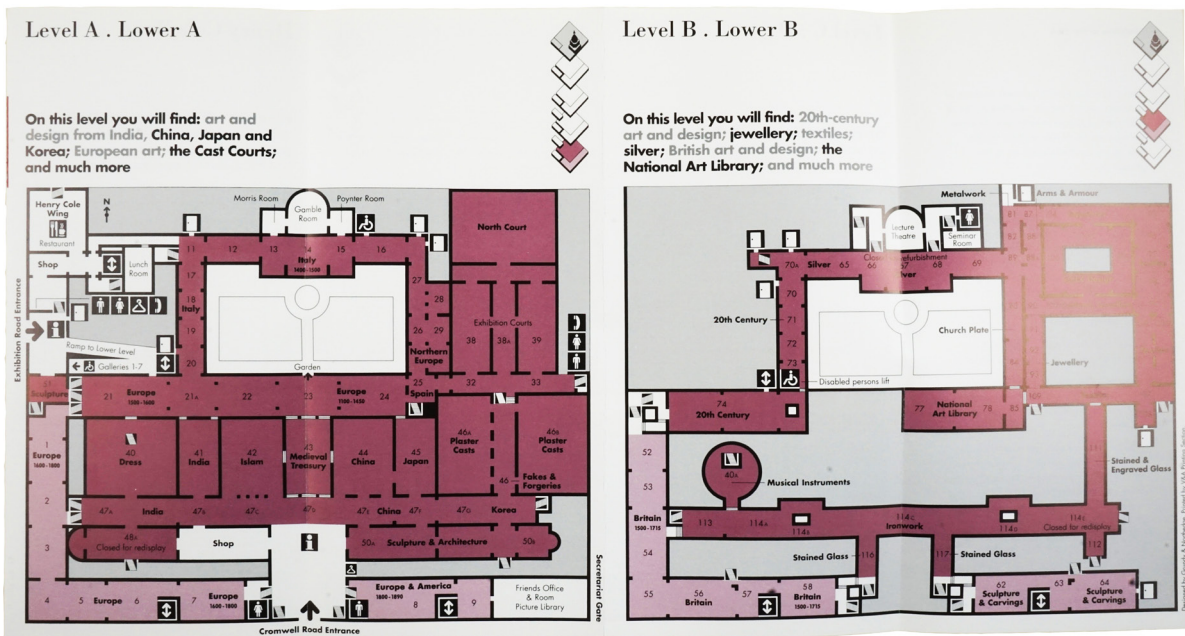 Level A . Lower A
On this level you will find: art and
design from India, China, Japan and
Korea; European art; the Cast Courts;
and much more
Henry Cole
Wing
Restaurant
Shop
Lunch
Room
N
Morris Room
Gamble
Room
Poynter Room
North Court
11
12
13
14
15
16
Italy
1400-1500
17
18
Italy
19
20
27
28
26
29
Northern
Europe
Exhibition Courts
38
38A
39
Exhibition Road Entrance
Ramp to Lower Level
Galleries 1-7
Garden
Sculpture
21
Europe
1500-1600
21A
22
23
Europe
1100-1450
24
25
Spain
32
33
1
Europe
1600-1800
2
3
40
Dress
41
India
42
Islam
43
Medieval
Treasury
44
China
45
Japan
46A
Plaster
Casts
46B
Plaster
Casts
46
Fakes &
Forgeries
47A
India
47B
47C
47D
China
47E
47G
Korea
48A
Closed for redisplay
Shop
50A
Sculpture & Architecture
50B
4
5
Europe
6
7
Europe
1600-1800
Europe & America
1800-1890
8
9
Friends Office
& Room
Picture Library
Secretariat Gate
Cromwell Road Entrance
Level B . Lower B
On this level you will find: 20th-century
art and design; jewellery; textiles;
silver; British art and design; the
National Art Library; and much more
Metalwork
Arms & Armour
Lecture
Theatre
Seminar
Room
81
82
70A
Silver
65
66
67
68
69
70
20th Century
71
72
73
Church Plate
Jewellery
Disabled persons lift
74
20th Century
77
National
Art Library
78
85
52
53
Britain
1500-1715
54
55
40A
Musical Instruments
Stained &
Engraved Glass
113
114A
114B
114C
Ironwork
114D
114E
Closed for redisplay
112
Stained Glass
116
117
Stained Glass
56
Britain
57
58
Britain
1500-1715
62
Sculpture
& Carvings
63
64
Sculpture
& Carvings